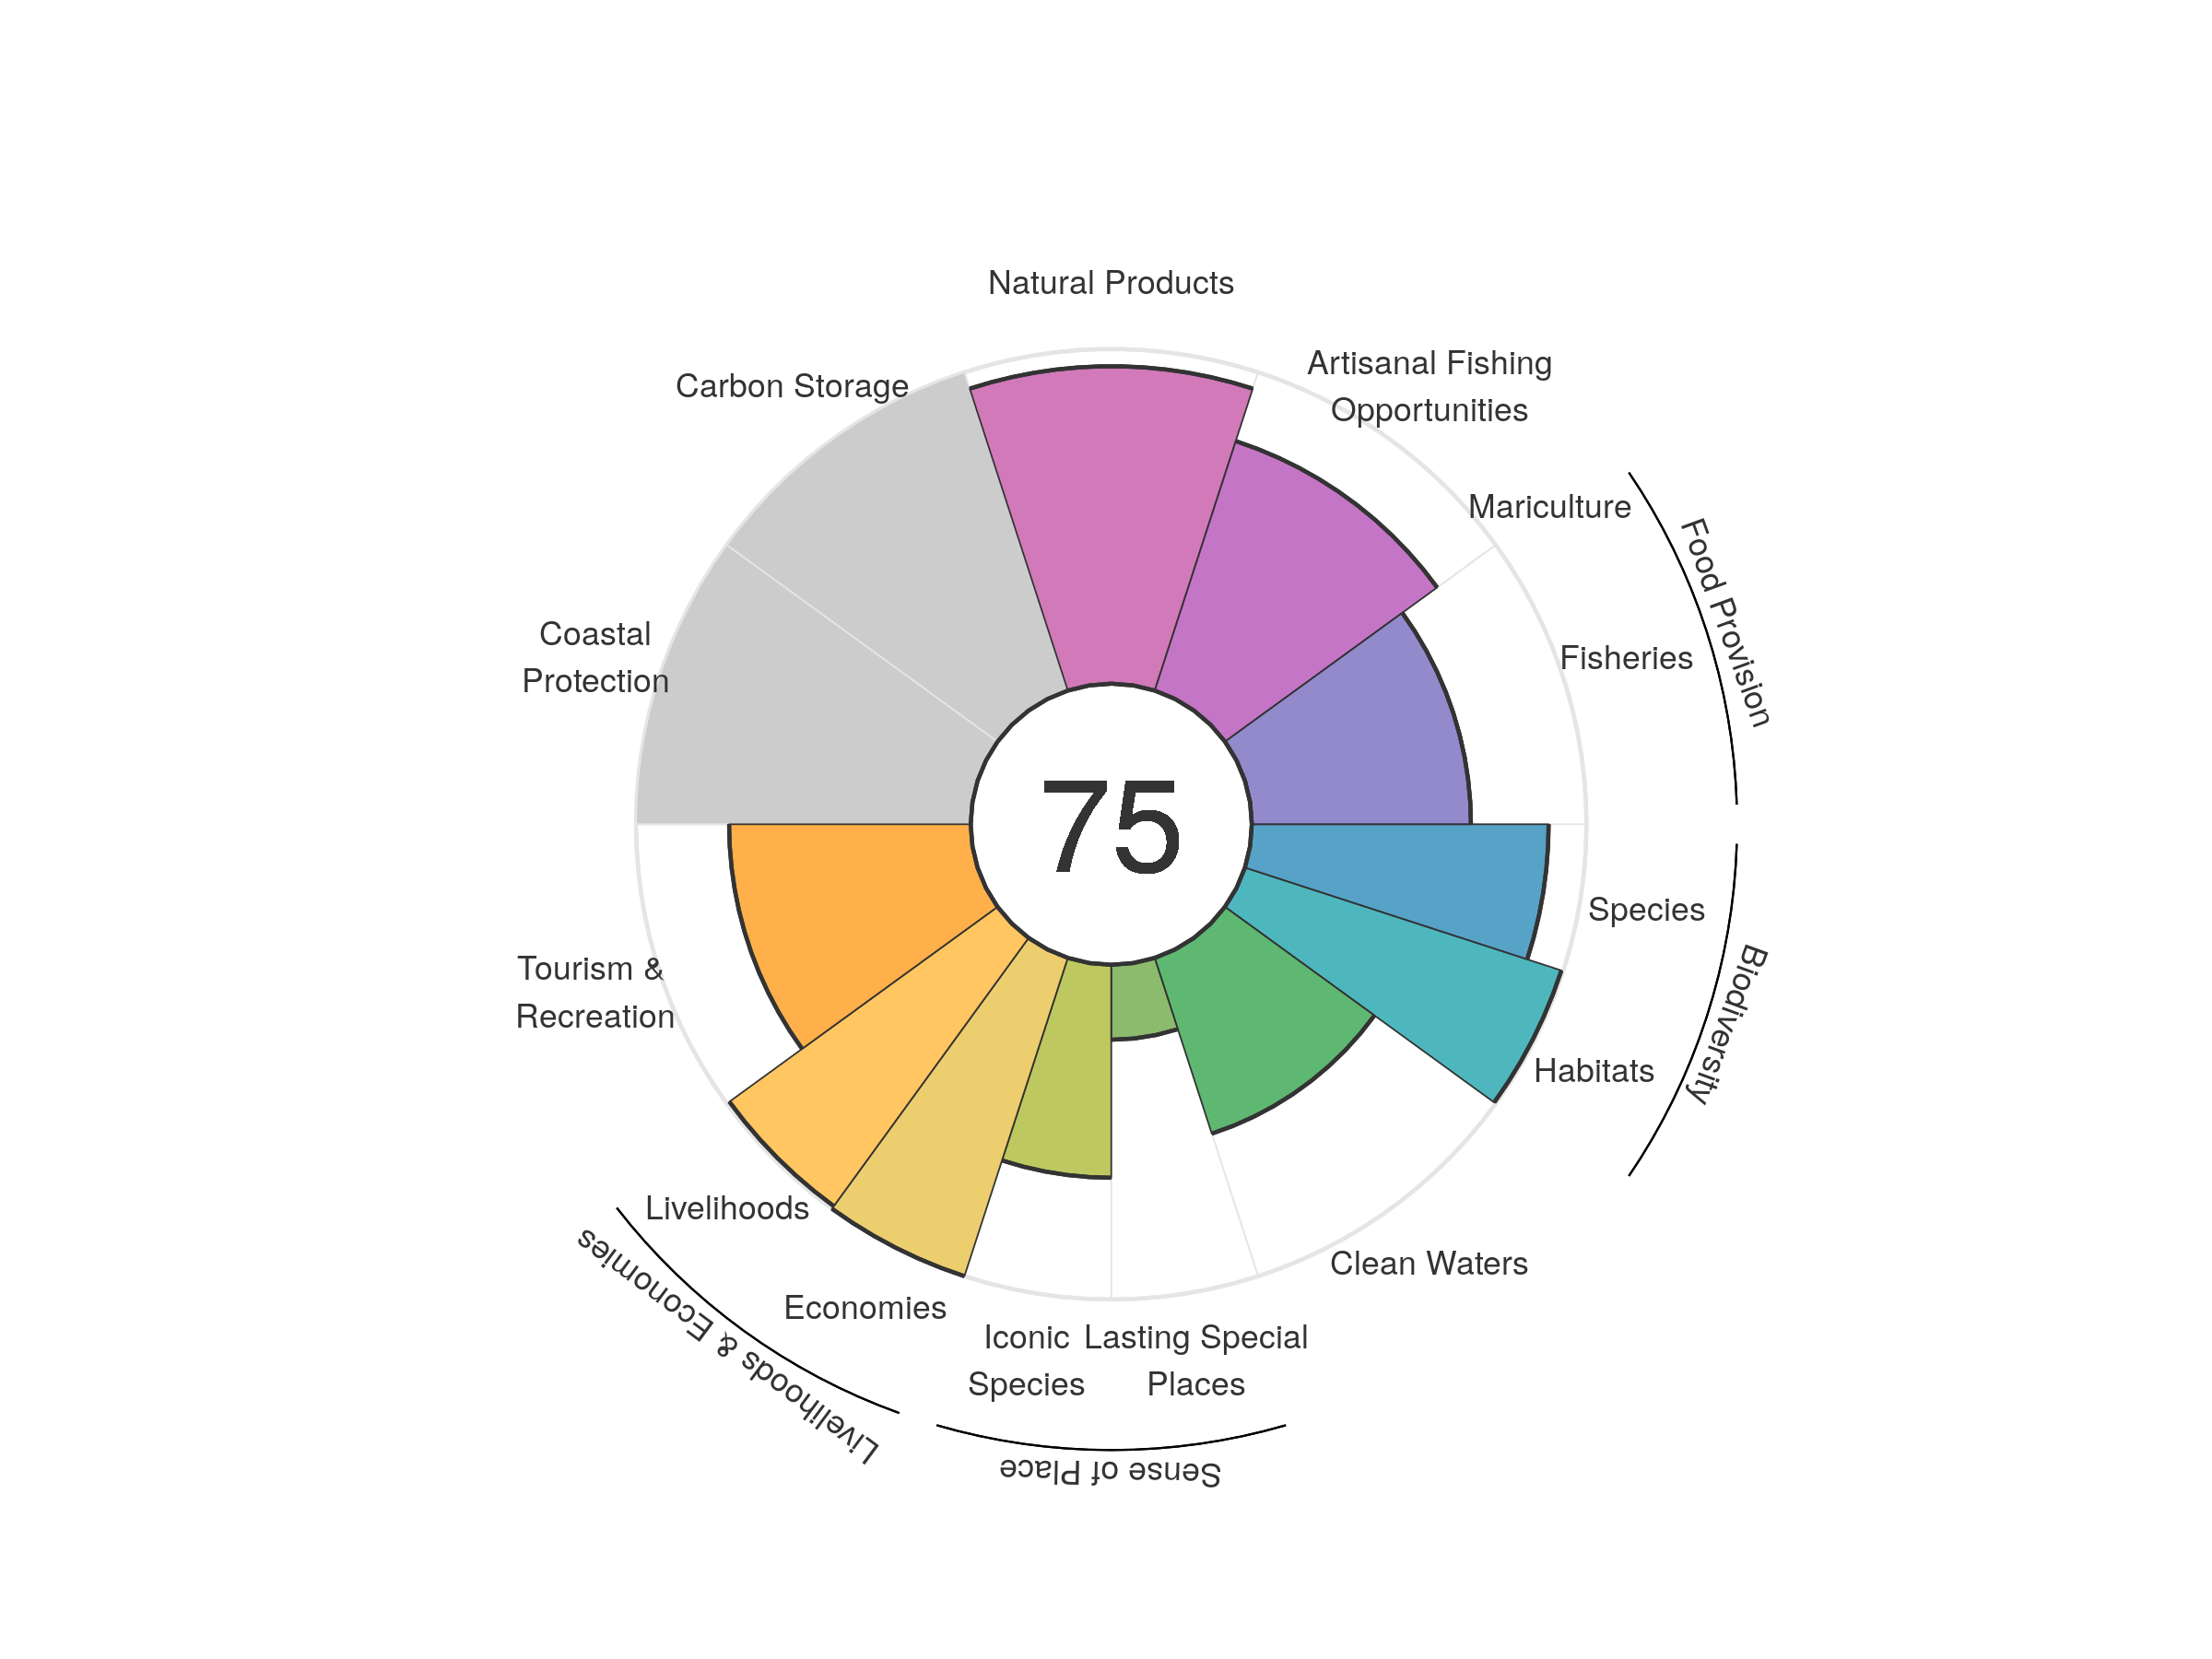 Natural Products
Artisanal Fishing
Opportunities
Carbon Storage
Mariculture
Food Provision
Fisheries
Coastal
Protection
75
Species
Biodiversity
Tourism &
Recreation
Habitats
Livelihoods
Clean Waters
Economies
Livelihoods & Economies
Iconic
Species
Lasting Special
Places
Sense of Place